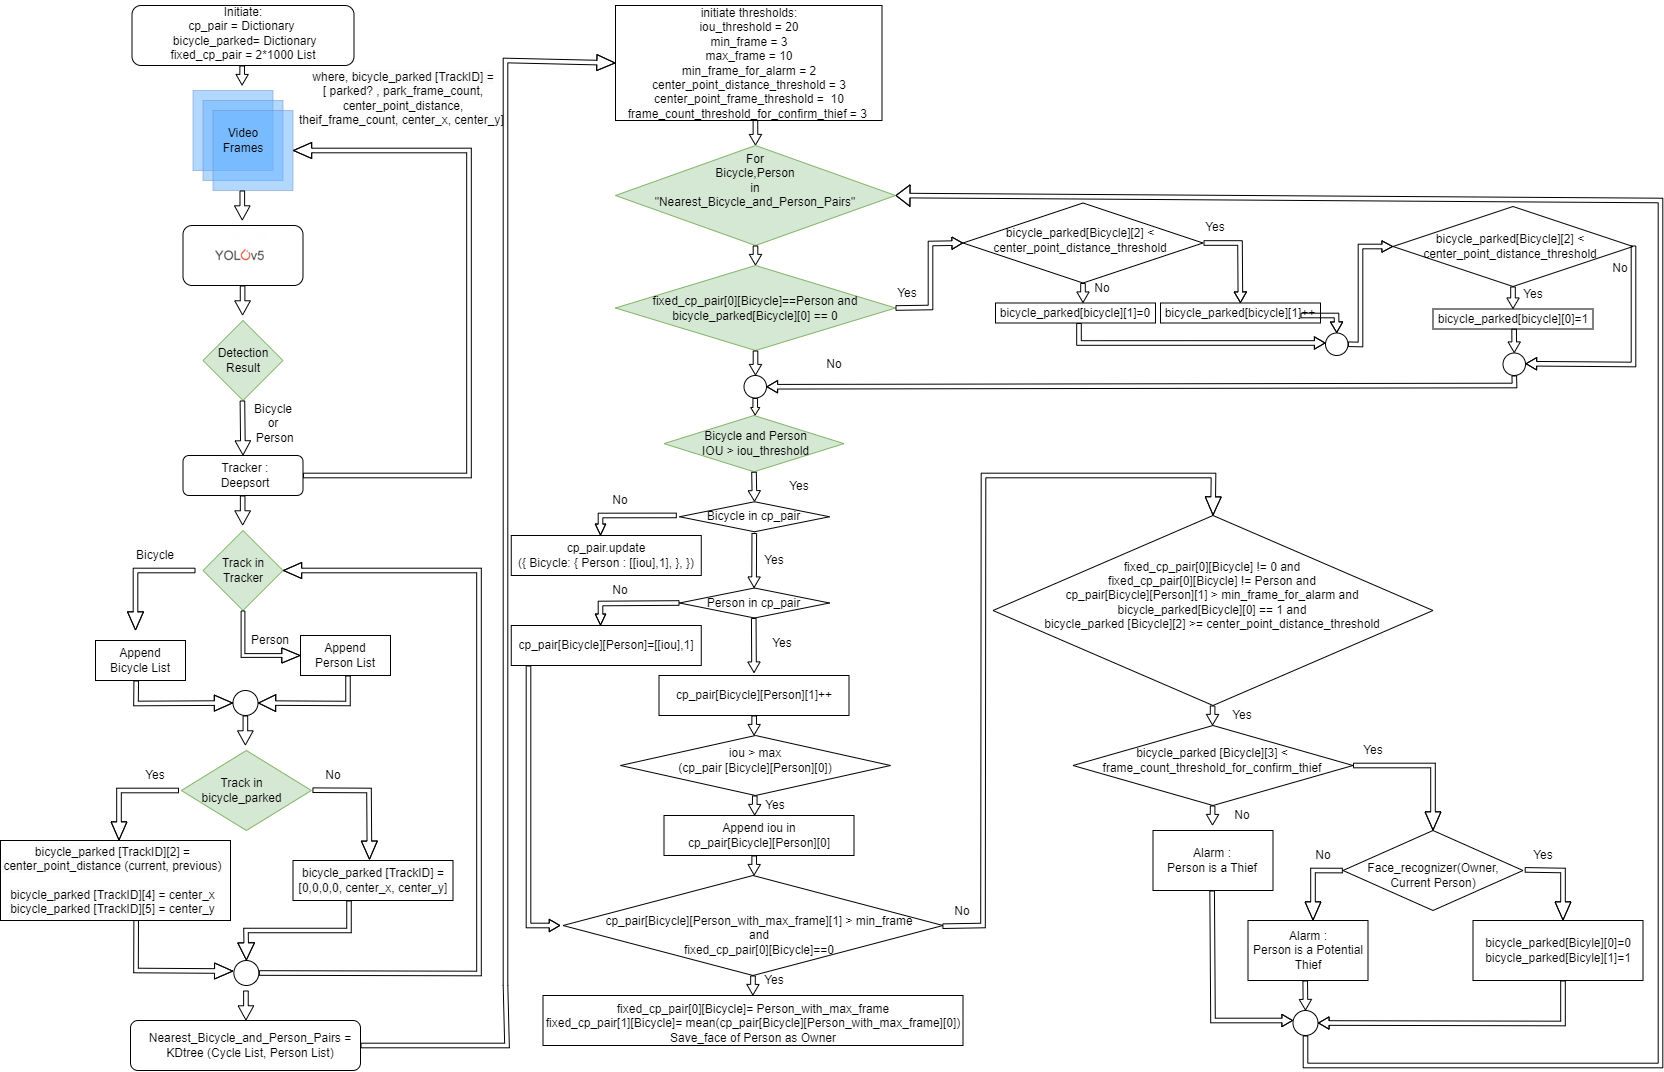 Initiate:
cp_pair = Dictionary
bicycle_parked= Dictionary
fixed_cp_pair = 2*1000 List
where, bicycle_parked [TrackID] =
[ parked? , park_frame_count,
center_point_distance,
theif_frame_count, center_x, center_y]
Video
Frames
YOLOv5
Detection
Result
Bicycle
or
Person
Tracker :
Deepsort
Track in
Tracker
Bicycle
Person
Append
Bicycle List
Append
Person List
Track in
bicycle_parked
Yes
No
bicycle_parked [TrackID][2] =
center_point_distance (current, previous)
bicycle_parked [TrackID][4] = center_x
bicycle_parked [TrackID][5] = center_y
bicycle_parked [TrackID] =
[0,0,0,0, center_x, center_y]
Nearest_Bicycle_and_Person_Pairs =
KDtree (Cycle List, Person List)
initiate thresholds:
iou_threshold = 20
min_frame = 3
max_frame = 10
min_frame_for_alarm = 2
center_point_distance_threshold = 3
center_point_frame_threshold = 10
frame_count_threshold_for_confirm_thief = 3
For
Bicycle,Person
in
"Nearest_Bicycle_and_Person_Pairs"
fixed_cp_pair[0][Bicycle]==Person and
bicycle_parked[Bicycle][0] == 0
Yes
No
bicycle_parked[Bicycle][2] <
center_point_distance_threshold
Yes
No
bicycle_parked[bicycle][1]=0
bicycle_parked[bicycle][1]++
bicycle_parked[Bicycle][2] <
center_point_distance_threshold
No
Yes
bicycle_parked[bicycle][0]=1
Bicycle and Person
IOU > iou_threshold
Yes
Bicycle in cp_pair
No
cp_pair.update
({ Bicycle: { Person : [[iou],1], }, })
Yes
Person in cp_pair
No
cp_pair[Bicycle][Person]=[[iou],1]
Yes
cp_pair[Bicycle][Person][1]++
iou > max
(cp_pair [Bicycle][Person][0])
Yes
Append iou in
cp_pair[Bicycle][Person][0]
cp_pair[Bicycle][Person_with_max_frame][1] > min_frame
and
fixed_cp_pair[0][Bicycle]==0
No
Yes
fixed_cp_pair[0][Bicycle]= Person_with_max_frame
fixed_cp_pair[1][Bicycle]= mean(cp_pair[Bicycle][Person_with_max_frame][0])
Save_face of Person as Owner
fixed_cp_pair[0][Bicycle] != 0 and
fixed_cp_pair[0][Bicycle] != Person and
cp_pair[Bicycle][Person][1] > min_frame_for_alarm and
bicycle_parked[Bicycle][0] == 1 and
bicycle_parked [Bicycle][2] >= center_point_distance_threshold
Yes
bicycle_parked [Bicycle][3] <
frame_count_threshold_for_confirm_thief
Yes
No
Alarm :
Person is a Thief
Face_recognizer(Owner,
Current Person)
No
Yes
Alarm :
Person is a Potential
Thief
bicycle_parked[Bicyle][0]=0
bicycle_parked[Bicyle][1]=1